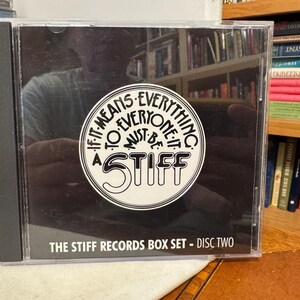 IF·IT·MEANS·EVERYTHING
TO·EVERYONE·IT
MUST·BE·
A
STIFF
THE STIFF RECORDS BOX SET – DISC TWO